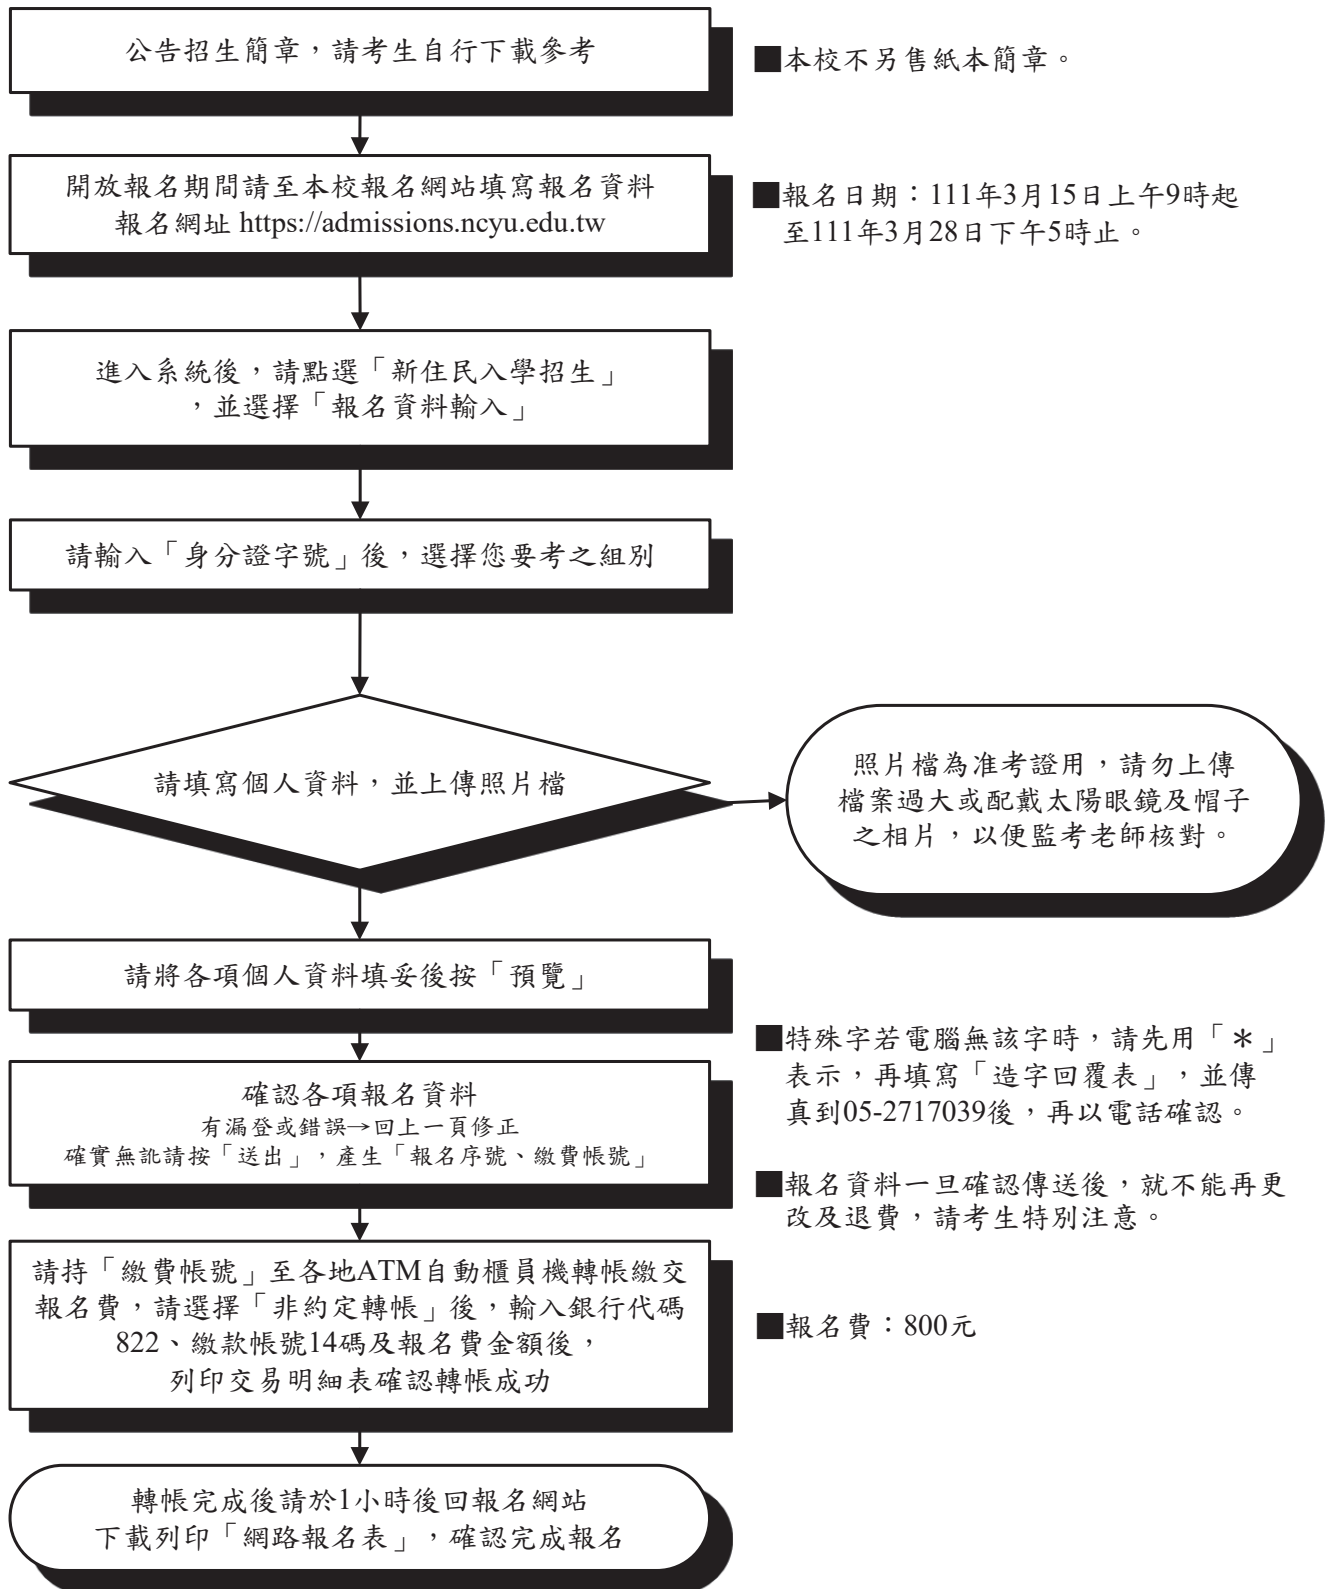 公告招生簡章，請考生自行下載參考
■本校不另售紙本簡章。
開放報名期間請至本校報名網站填寫報名資料
報名網址 https://admissions.ncyu.edu.tw
■報名日期：111年3月15日上午9時起
至111年3月28日下午5時止。
進入系統後，請點選「新住民入學招生」
，並選擇「報名資料輸入」
請輸入「身分證字號」後，選擇您要考之組別
請填寫個人資料，並上傳照片檔
照片檔為准考證用，請勿上傳
檔案過大或配戴太陽眼鏡及帽子
之相片，以便監考老師核對。
請將各項個人資料填妥後按「預覽」
■特殊字若電腦無該字時，請先用「＊」
表示，再填寫「造字回覆表」，並傳
真到05-2717039後，再以電話確認。
確認各項報名資料
有漏登或錯誤→回上一頁修正
確實無訛請按「送出」，產生「報名序號、繳費帳號」
■報名資料一旦確認傳送後，就不能再更
改及退費，請考生特別注意。
請持「繳費帳號」至各地ATM自動櫃員機轉帳繳交
報名費，請選擇「非約定轉帳」後，輸入銀行代碼
822、繳款帳號14碼及報名費金額後，
列印交易明細表確認轉帳成功
■報名費：800元
轉帳完成後請於1小時後回報名網站
下載列印「網路報名表」，確認完成報名